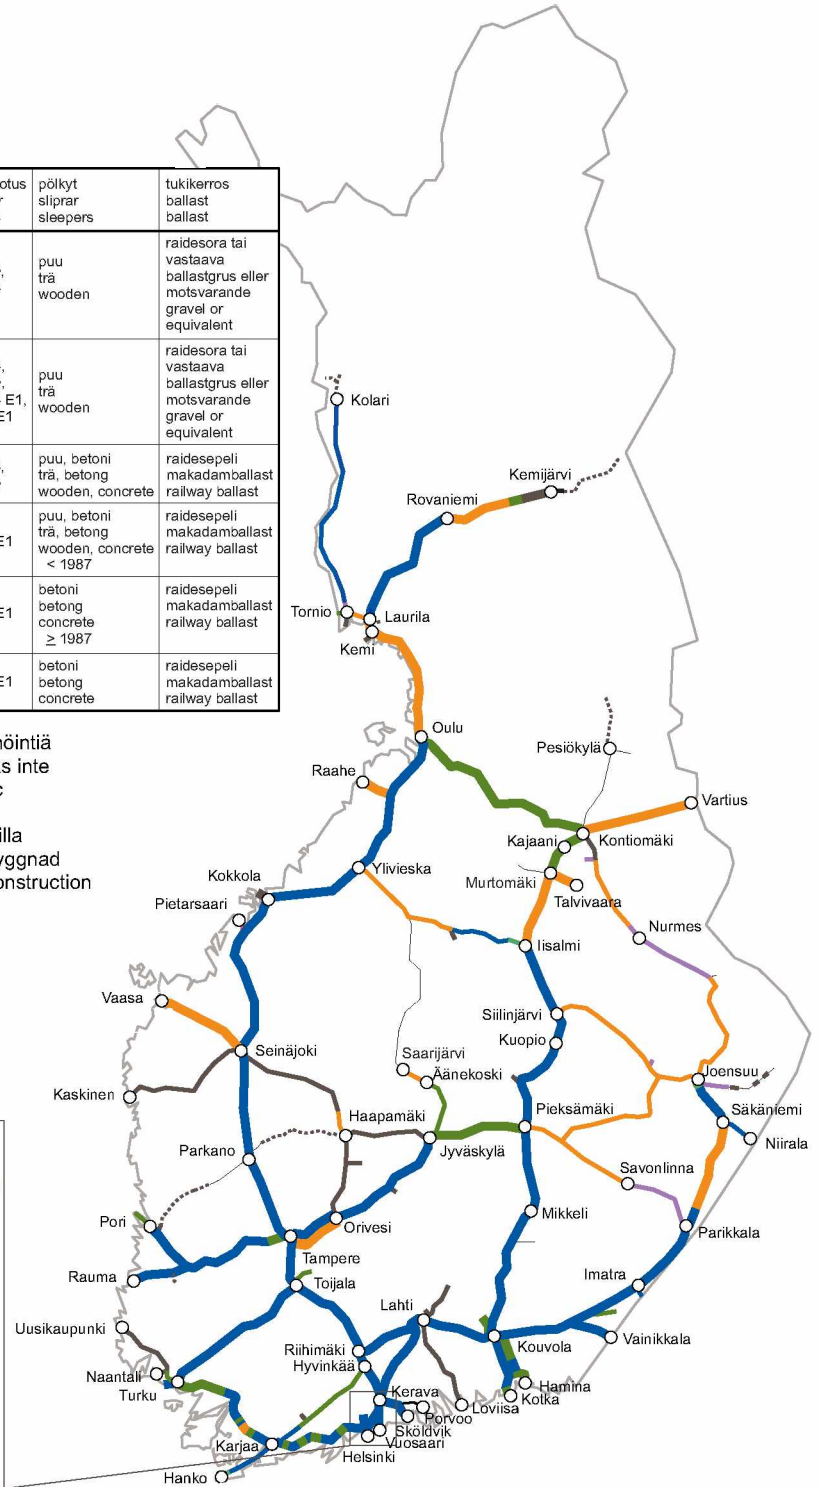 otus
r
pölkyt
sliprar
sleepers
tukikerros
ballast
ballast
puu
trä
wooden
raidesora tai
vastaava
ballastgrus eller
motsvarande
gravel or
equivalent
E1,
E1
puu
trä
wooden
raidesora tai
vastaava
ballastgrus eller
motsvarande
gravel or
equivalent
puu, betoni
trä, betong
wooden, concrete
raidesepeli
makadamballast
railway ballast
E1
puu, betoni
trä, betong
wooden, concrete
< 1987
raidesepeli
makadamballast
railway ballast
E1
betoni
betong
concrete
≥ 1987
raidesepeli
makadamballast
railway ballast
E1
betoni
betong
concrete
raidesepeli
makadamballast
railway ballast
nöintiä
as inte
c
illa
yggnad
onstruction
Kolari
Kemijärvi
Rovaniemi
Tornio
Laurila
Kemi
Oulu
Pesiökylä
Raahe
Vartius
Kajaani
Kontiomäki
Ylivieska
Kokkola
Murtomäki
Talvivaara
Pietarsaari
Nurmes
Iisalmi
Vaasa
Siilinjärvi
Kuopio
Seinäjoki
Saarijärvi
Äänekoski
Joensuu
Kaskinen
Haapamäki
Pieksämäki
Säkäniemi
Niirala
Parkano
Jyväskylä
Savonlinna
Pori
Orivesi
Mikkeli
Parikkala
Tampere
Rauma
Toijala
Imatra
Lahti
Uusikaupunki
Riihimäki
Hyvinkää
Kouvola
Vainikkala
Naantali
Turku
Kerava
Hamina
Kotka
Loviisa
Porvoo
Sköldvik
Vuosaari
Karjaa
Helsinki
Hanko